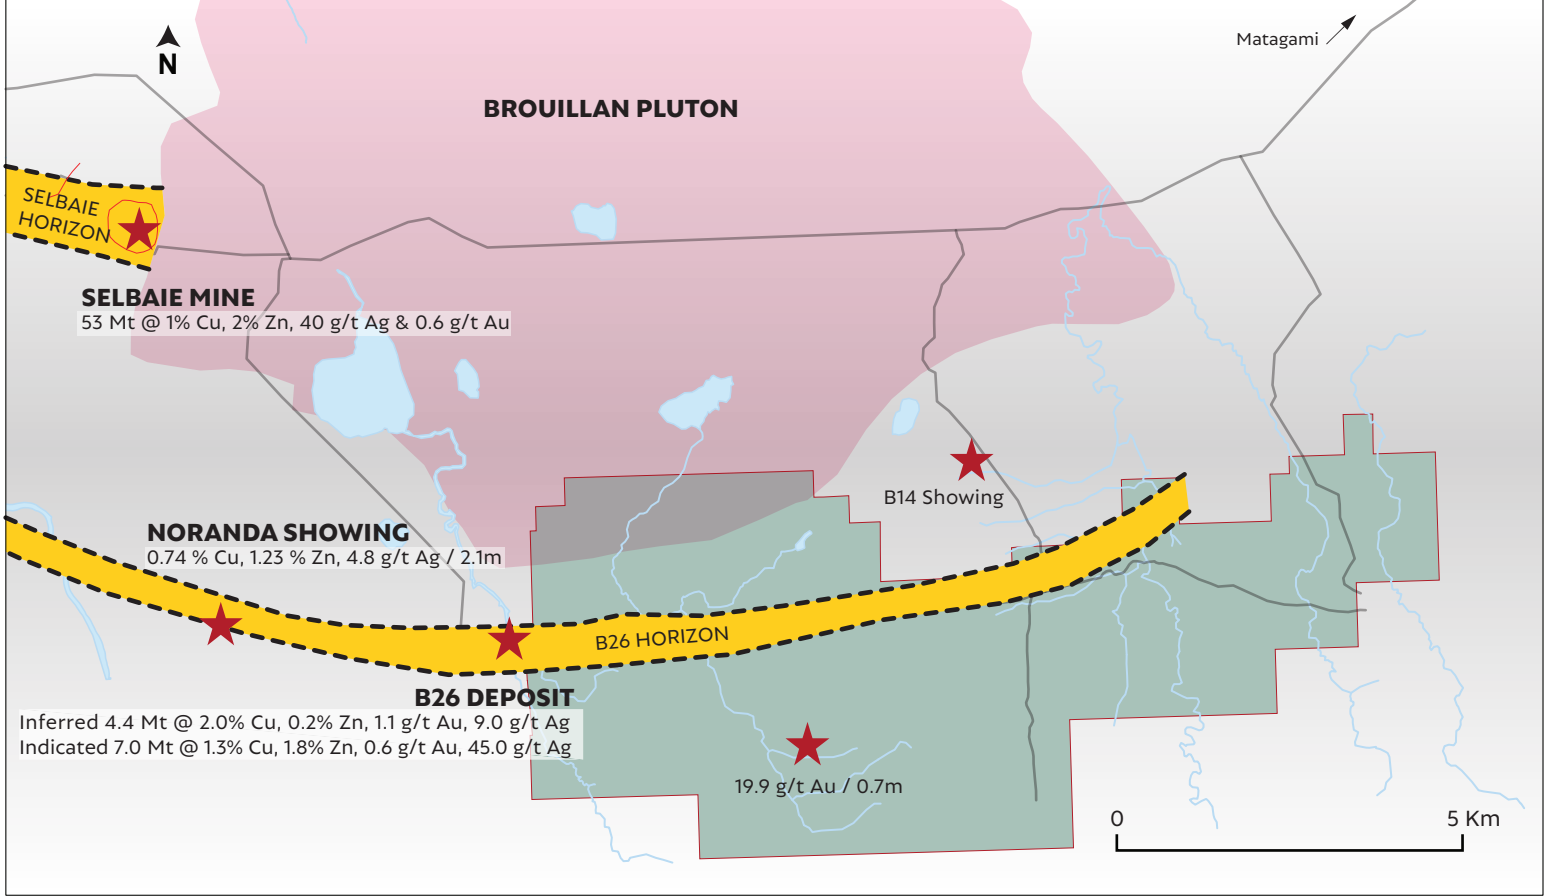 Matagami
N
BROUILLAN PLUTON
SELBAIE
HORIZON
SELBAIE MINE
53 Mt @ 1% Cu, 2% Zn, 40 g/t Ag & 0.6 g/t Au
B14 Showing
NORANDA SHOWING
0.74 % Cu, 1.23 % Zn, 4.8 g/t Ag / 2.1m
B26 HORIZON
B26 DEPOSIT
Inferred 4.4 Mt @ 2.0% Cu, 0.2% Zn, 1.1 g/t Au, 9.0 g/t Ag
Indicated 7.0 Mt @ 1.3% Cu, 1.8% Zn, 0.6 g/t Au, 45.0 g/t Ag
19.9 g/t Au / 0.7m
0 5 Km